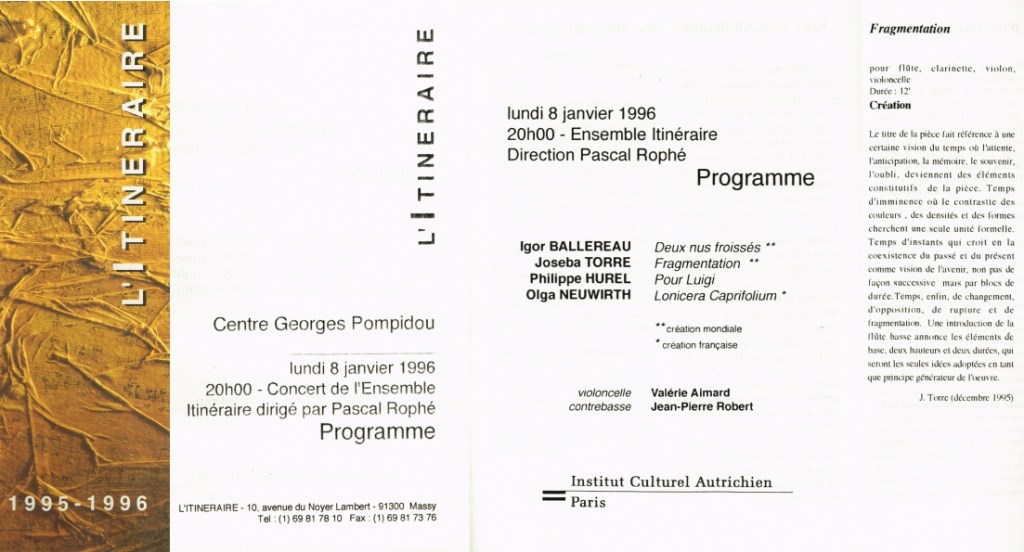 L'ITINERAIRE
1995-1996
L'ITINERAIRE
Centre Georges Pompidou
lundi 8 janvier 1996
20h00 - Concert de l'Ensemble
Itinéraire dirigé par Pascal Rophé
Programme
L'ITINERAIRE - 10, avenue du Noyer Lambert - 91300 Massy
Tel : (1) 69 81 78 10 Fax : (1) 69 81 73 76
lundi 8 janvier 1996
20h00 - Ensemble Itinéraire
Direction Pascal Rophé
Programme
Igor BALLEREAU Deux nus froissés **
Joseba TORRE Fragmentation **
Philippe HUREL Pour Luigi
Olga NEUWIRTH Lonicera Caprifolium *
** création mondiale
* création française
violoncelle Valérie Aimard
contrebasse Jean-Pierre Robert
Institut Culturel Autrichien
Paris
Fragmentation
pour flûte, clarinette, violon,
violoncelle
Durée : 12'
Création
Le titre de la pièce fait référence à une
certaine vision du temps où l'attente,
l'anticipation, la mémoire, le souvenir,
l'oubli, deviennent des éléments
constitutifs de la pièce. Temps
d'imminence où le contrastte des
couleurs , des densités et des formes
cherchent une seule unité formelle.
Temps d'instants qui croit en la
coexistence du passé et du présent
comme vision de l'avenir, non pas de
façon successive mais par blocs de
durée.Temps, enfin, de changement,
d'opposition, de rupture et de
fragmentation. Une introduction de la
flûte basse annonce les éléments de
base, deux hauteurs et deux durées, qui
seront les seules idées adoptées en tant
que principe générateur de l'oeuvre.
J. Torre (décembre 1995)